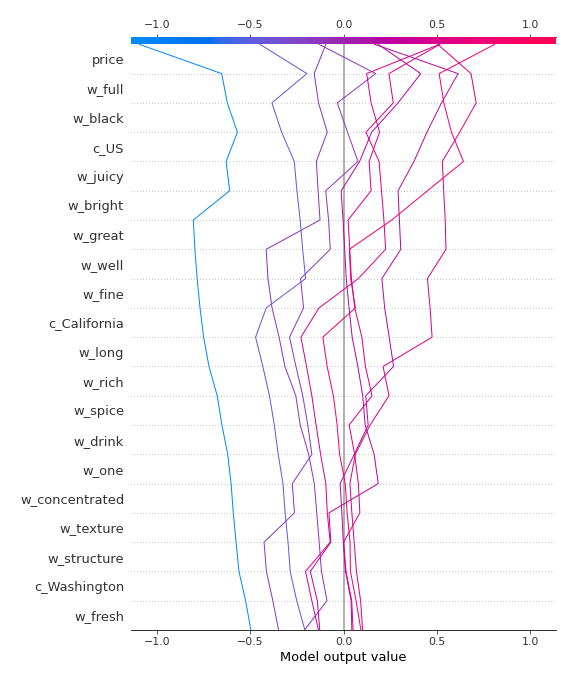 −1.0 −0.5 0.0 0.5 1.0
price
w_full
w_black
c_US
w_juicy
w_bright
w_great
w_well
w_fine
c_California
w_long
w_rich
w_spice
w_drink
w_one
w_concentrated
w_texture
w_structure
c_Washington
w_fresh
−1.0 −0.5 0.0 0.5 1.0
Model output value